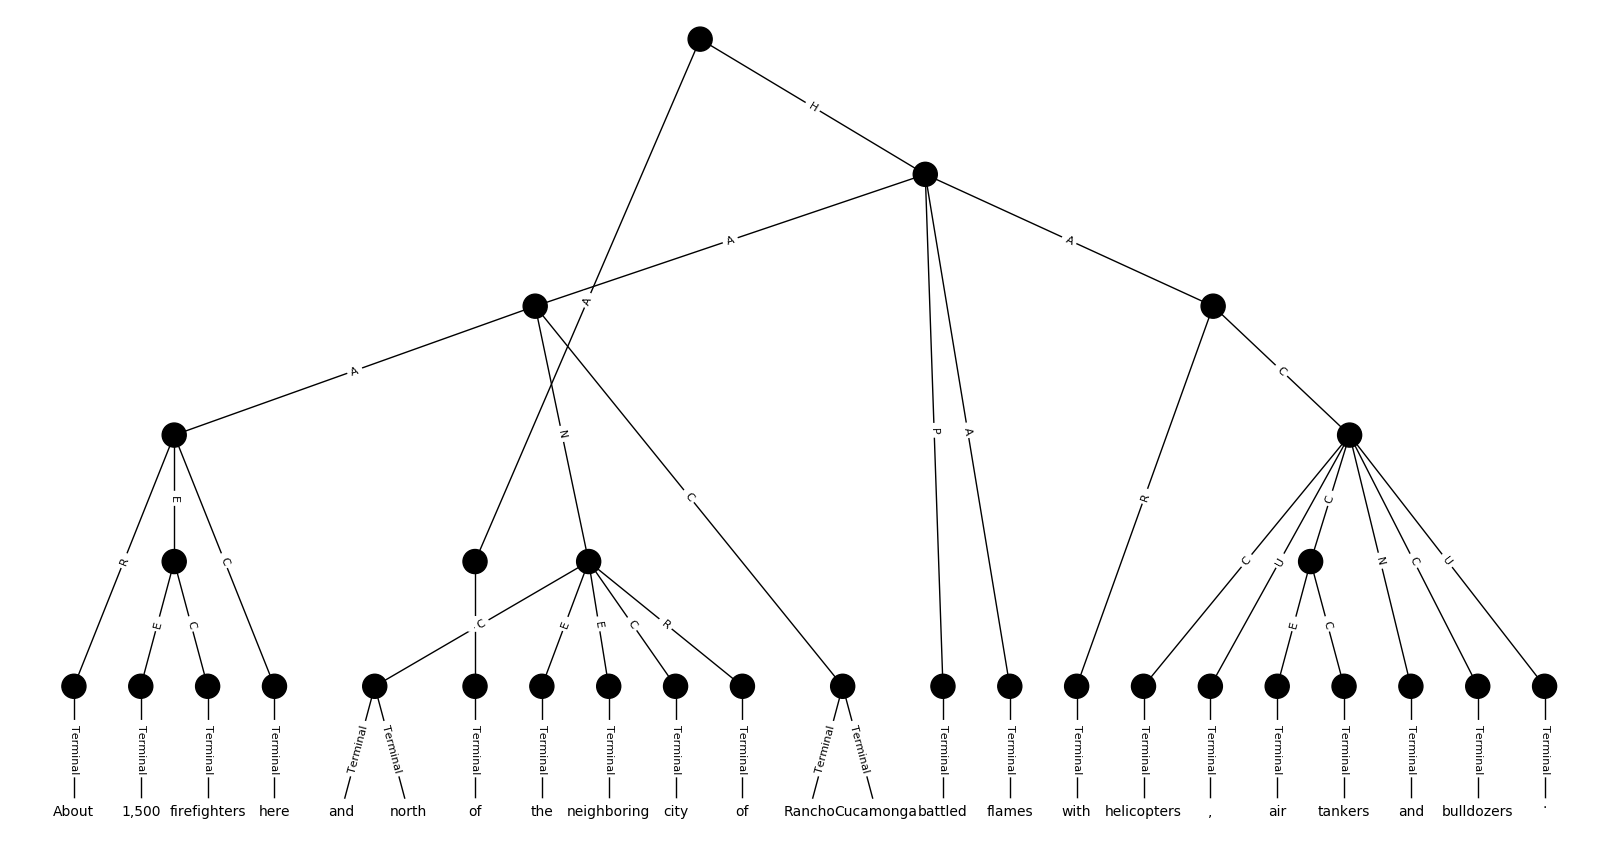 H
A A
A
A C
N P A
E C R C
R C C U N C U
E C C E E C R E C
Terminal Terminal Terminal Terminal Terminal Terminal Terminal Terminal Terminal Terminal Terminal Terminal Terminal Terminal Terminal Terminal Terminal Terminal Terminal Terminal Terminal Terminal Terminal
About 1,500 firefighters here and north of the neighboring city of Rancho Cucamonga battled flames with helicopters , air tankers and bulldozers .